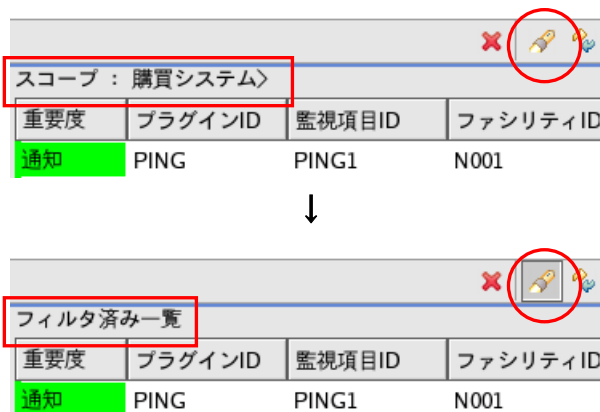 スコープ : 購買システム〉
重要度 プラグインID 監視項目ID ファシリティID
通知 PING PING1 N001
↓
フィルタ済み一覧
重要度 プラグインID 監視項目ID ファシリティID
通知 PING PING1 N001